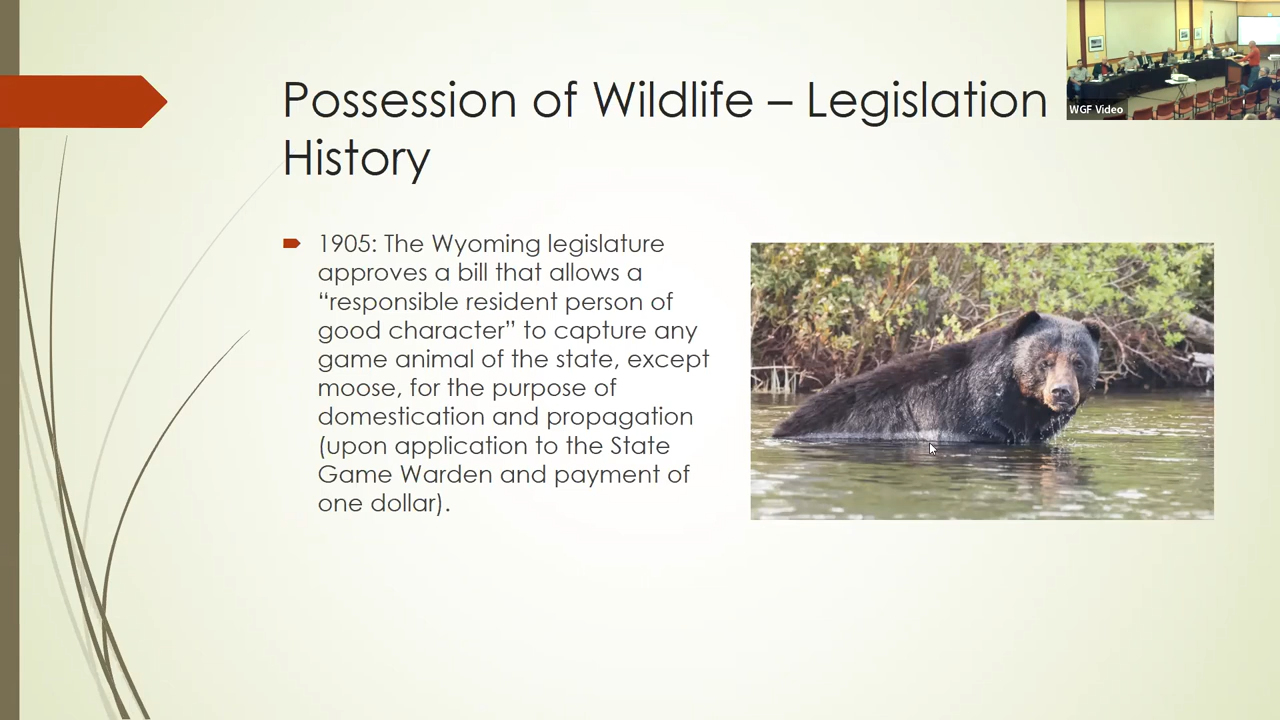 Possession of Wildlife – Legislation
History
WGF Video
1905: The Wyoming legislature
approves a bill that allows a
“responsible resident person of
good character” to capture any
game animal of the state, except
moose, for the purpose of
domestication and propagation
(upon application to the State
Game Warden and payment of
one dollar).